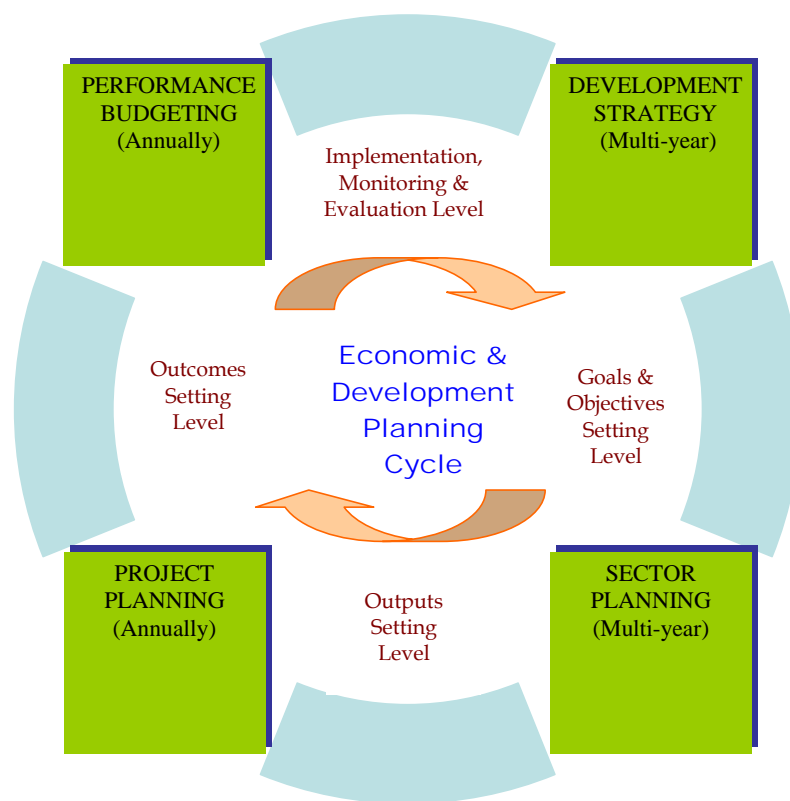 PERFORMANCE
BUDGETING
(Annually)
DEVELOPMENT
STRATEGY
(Multi-year)
Implementation,
Monitoring &
Evaluation Level
Outcomes
Setting
Level
Economic &
Development
Planning
Cycle
Goals &
Objectives
Setting
Level
PROJECT
PLANNING
(Annually)
Outputs
Setting
Level
SECTOR
PLANNING
(Multi-year)